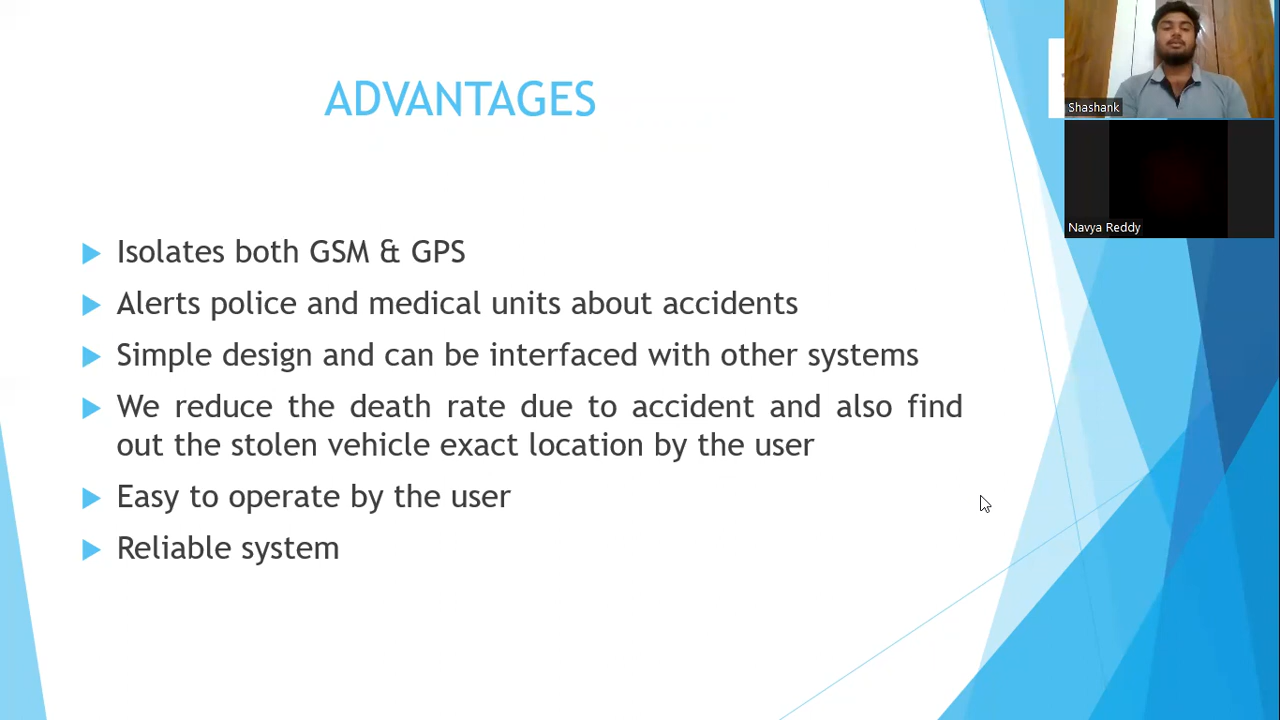 ADVANTAGES
Isolates both GSM & GPS
Alerts police and medical units about accidents
Simple design and can be interfaced with other systems
We reduce the death rate due to accident and also find
out the stolen vehicle exact location by the user
Easy to operate by the user
Reliable system
Shashank
Navya Reddy